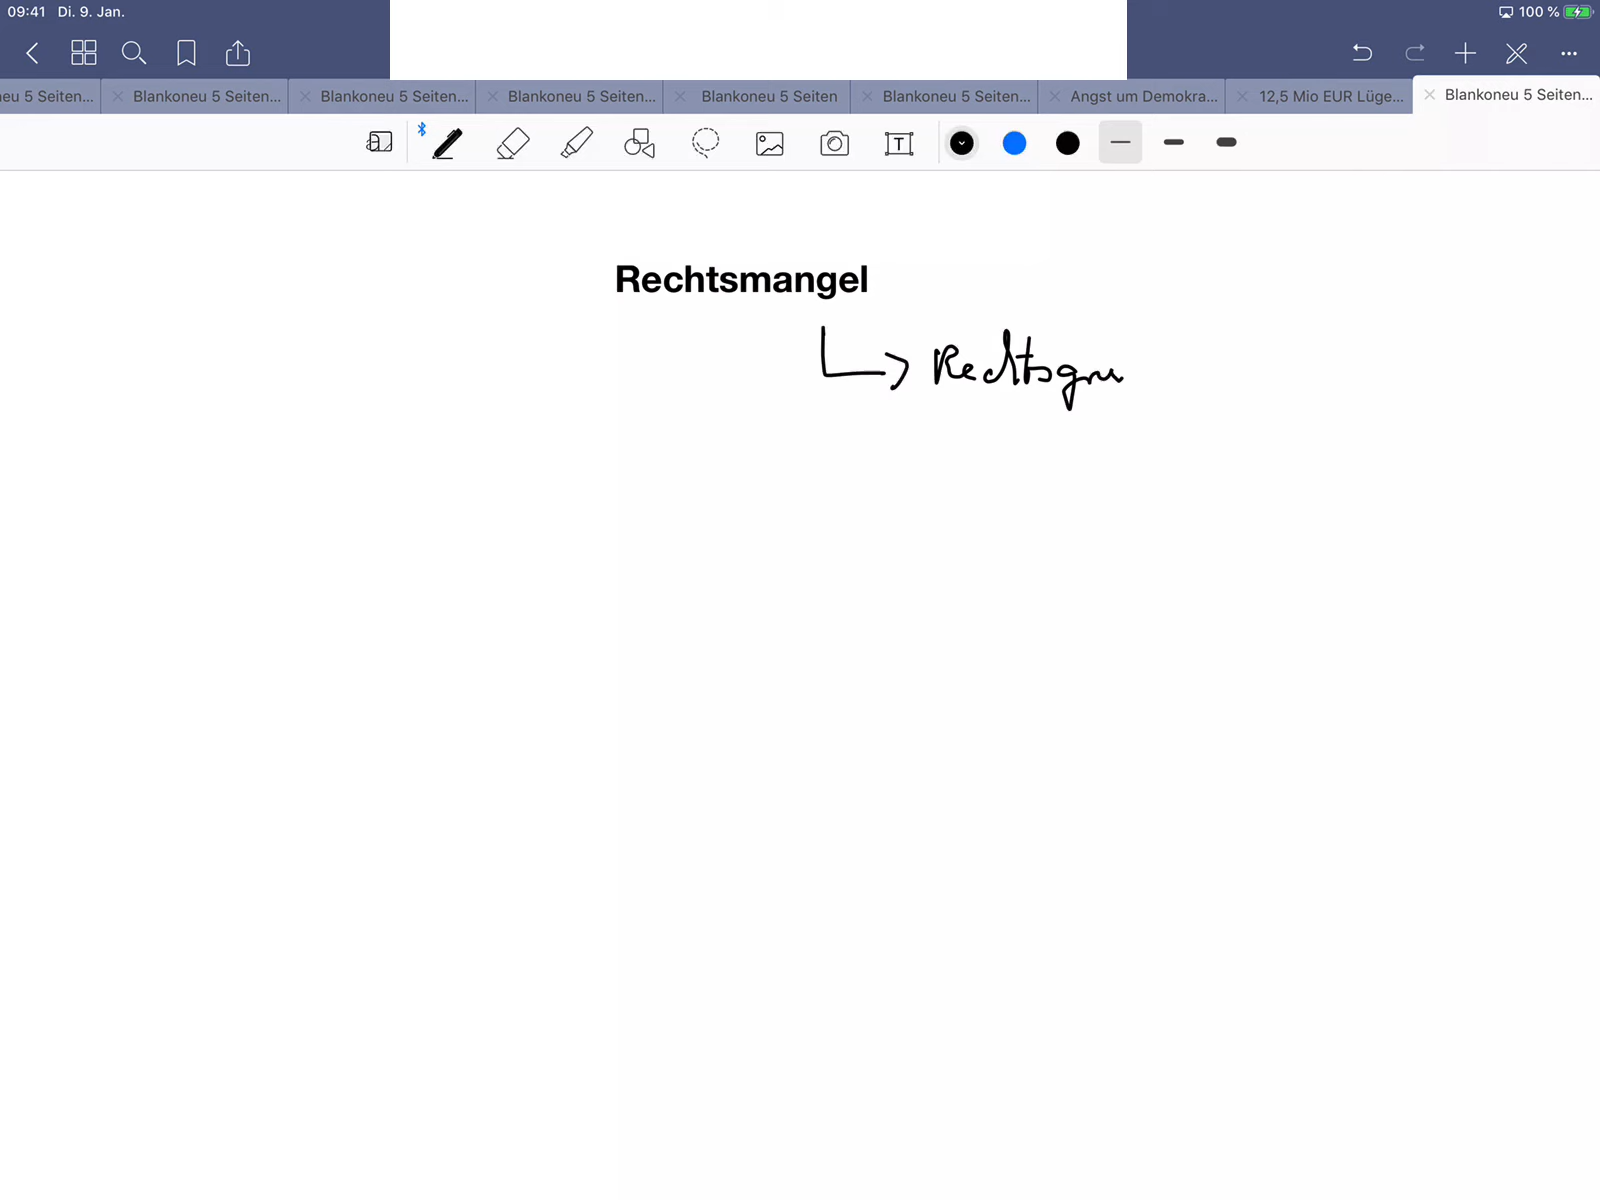 09:41 Di. 9. Jan. 100 %
eu 5 Seiten... Blankoneu 5 Seiten... Blankoneu 5 Seiten... Blankoneu 5 Seiten... Blankoneu 5 Seiten Blankoneu 5 Seiten... Angst um Demokra... 12,5 Mio EUR Lüge... Blankoneu 5 Seiten...
a T
Rechtsmangel
Rechtsgru